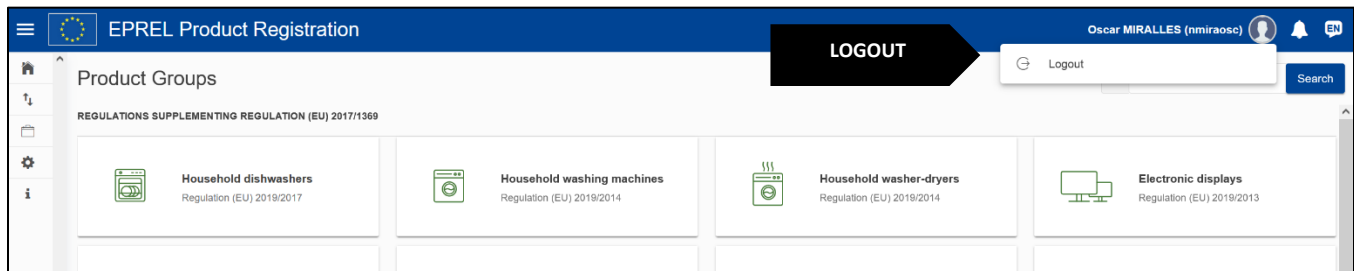 EPREL Product Registration
Oscar MIRALLES (nmiraosc)
EN
LOGOUT
Logout
Product Groups
Search
REGULATIONS SUPPLEMENTING REGULATION (EU) 2017/1369
Household dishwashers
Regulation (EU) 2019/2017
Household washing machines
Regulation (EU) 2019/2014
Household washer-dryers
Regulation (EU) 2019/2014
Electronic displays
Regulation (EU) 2019/2013